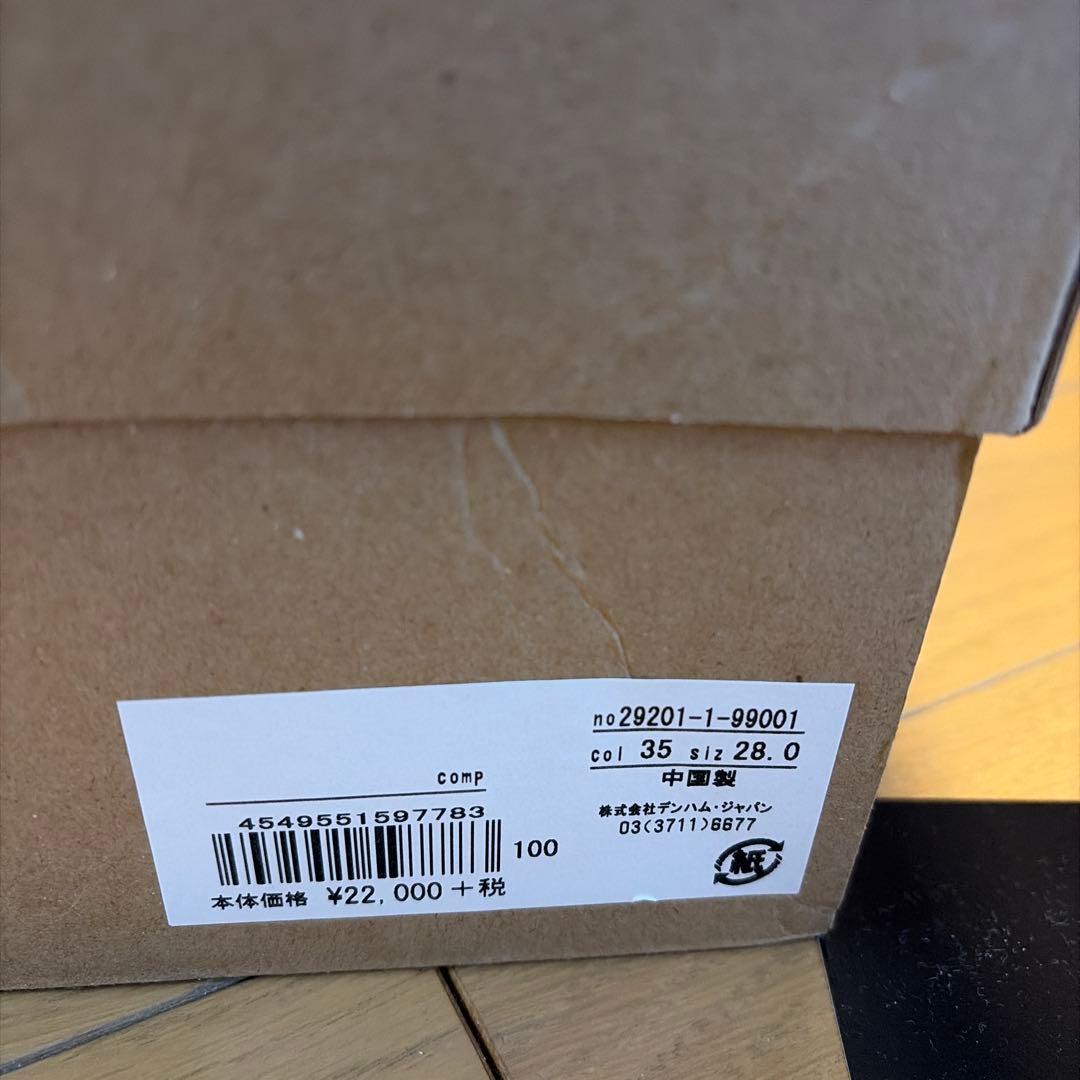 no29201-1-99001
col 35 siz 28.0
中国製
株式会社デンハム・ジャパン
03(3711)6677
紙
comp
4549551597783
100
本体価格 ¥22,000+税